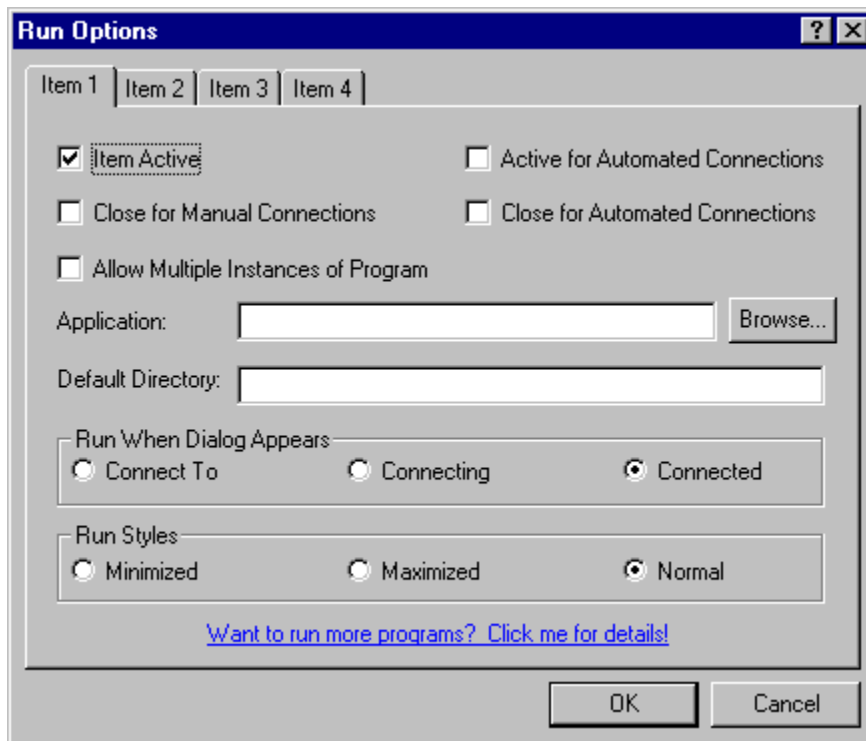 Run Options
Item 1 Item 2 Item 3 Item 4
Item Active Active for Automated Connections
Close for Manual Connections Close for Automated Connections
Allow Multiple Instances of Program
Application: Browse...
Default Directory:
Run When Dialog Appears
Connect To Connecting Connected
Run Styles
Minimized Maximized Normal
Want to run more programs?  Click me for details!
OK Cancel